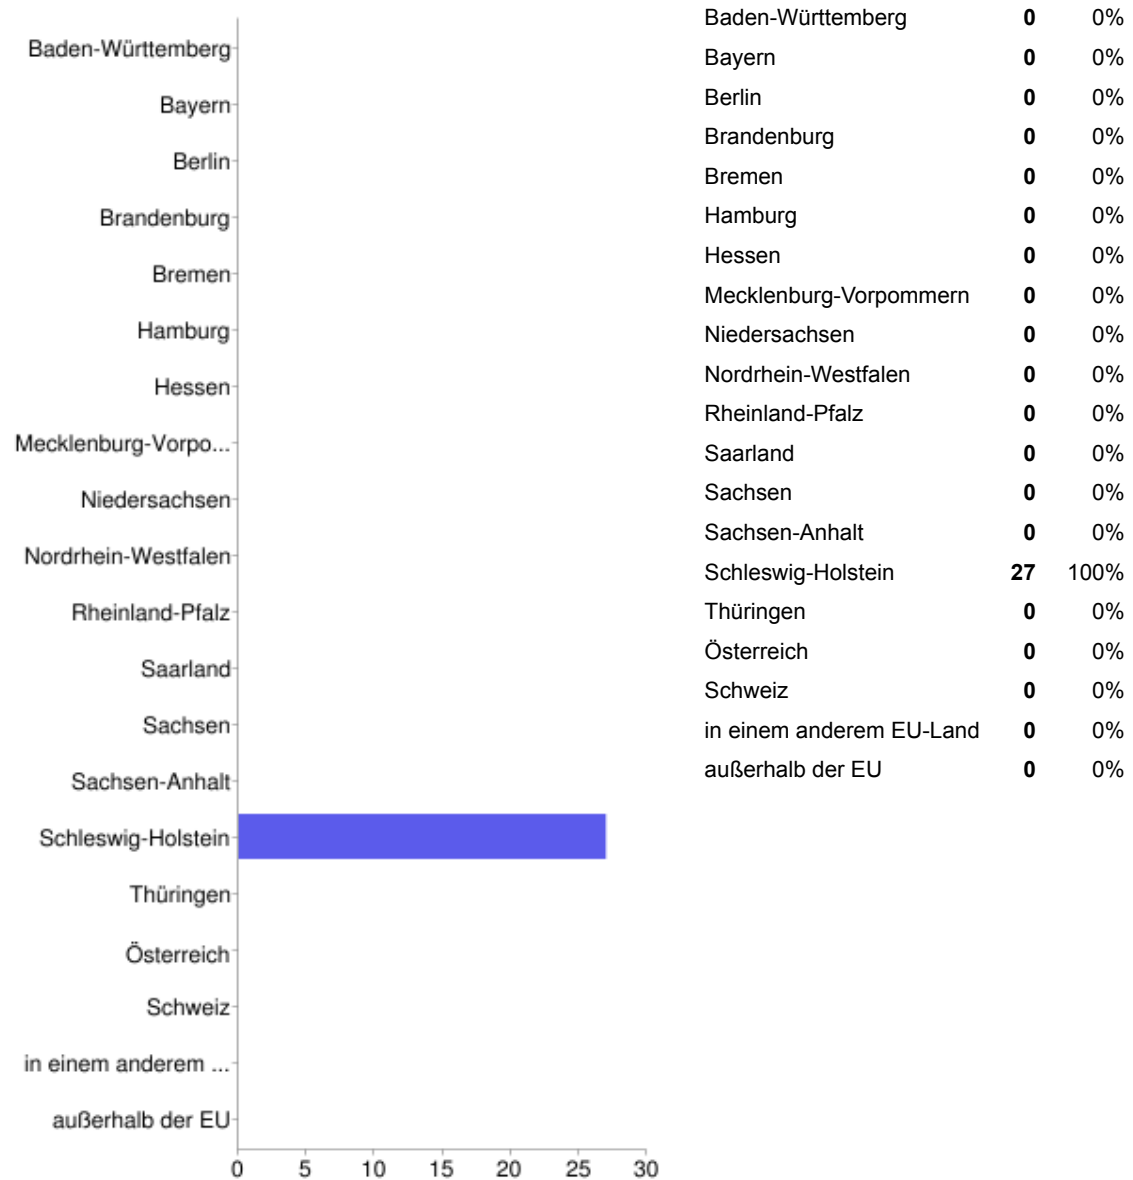 Baden-Württemberg
Bayern
Berlin
Brandenburg
Bremen
Hamburg
Hessen
Mecklenburg-Vorpo...
Niedersachsen
Nordrhein-Westfalen
Rheinland-Pfalz
Saarland
Sachsen
Sachsen-Anhalt
Schleswig-Holstein
Thüringen
Österreich
Schweiz
in einem anderem ...
außerhalb der EU
0 5 10 15 20 25 30
Baden-Württemberg 0 0%
Bayern 0 0%
Berlin 0 0%
Brandenburg 0 0%
Bremen 0 0%
Hamburg 0 0%
Hessen 0 0%
Mecklenburg-Vorpommern 0 0%
Niedersachsen 0 0%
Nordrhein-Westfalen 0 0%
Rheinland-Pfalz 0 0%
Saarland 0 0%
Sachsen 0 0%
Sachsen-Anhalt 0 0%
Schleswig-Holstein 27 100%
Thüringen 0 0%
Österreich 0 0%
Schweiz 0 0%
in einem anderem EU-Land 0 0%
außerhalb der EU 0 0%